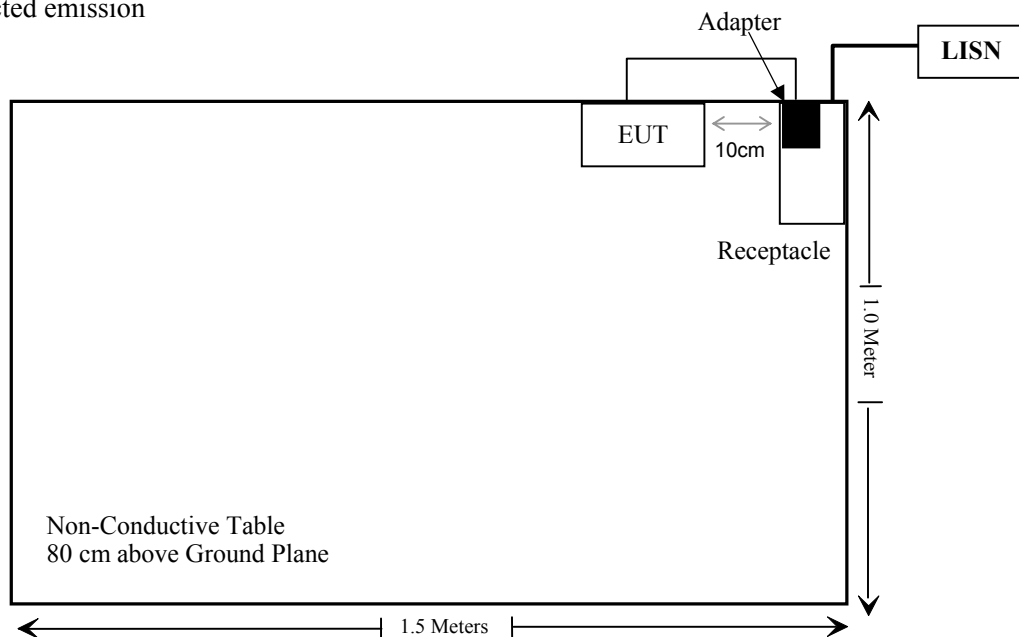 emission
Adapter
LISN
EUT
10cm
Receptacle
1.0 Meter
Non-Conductive Table
80 cm above Ground Plane
1.5 Meters